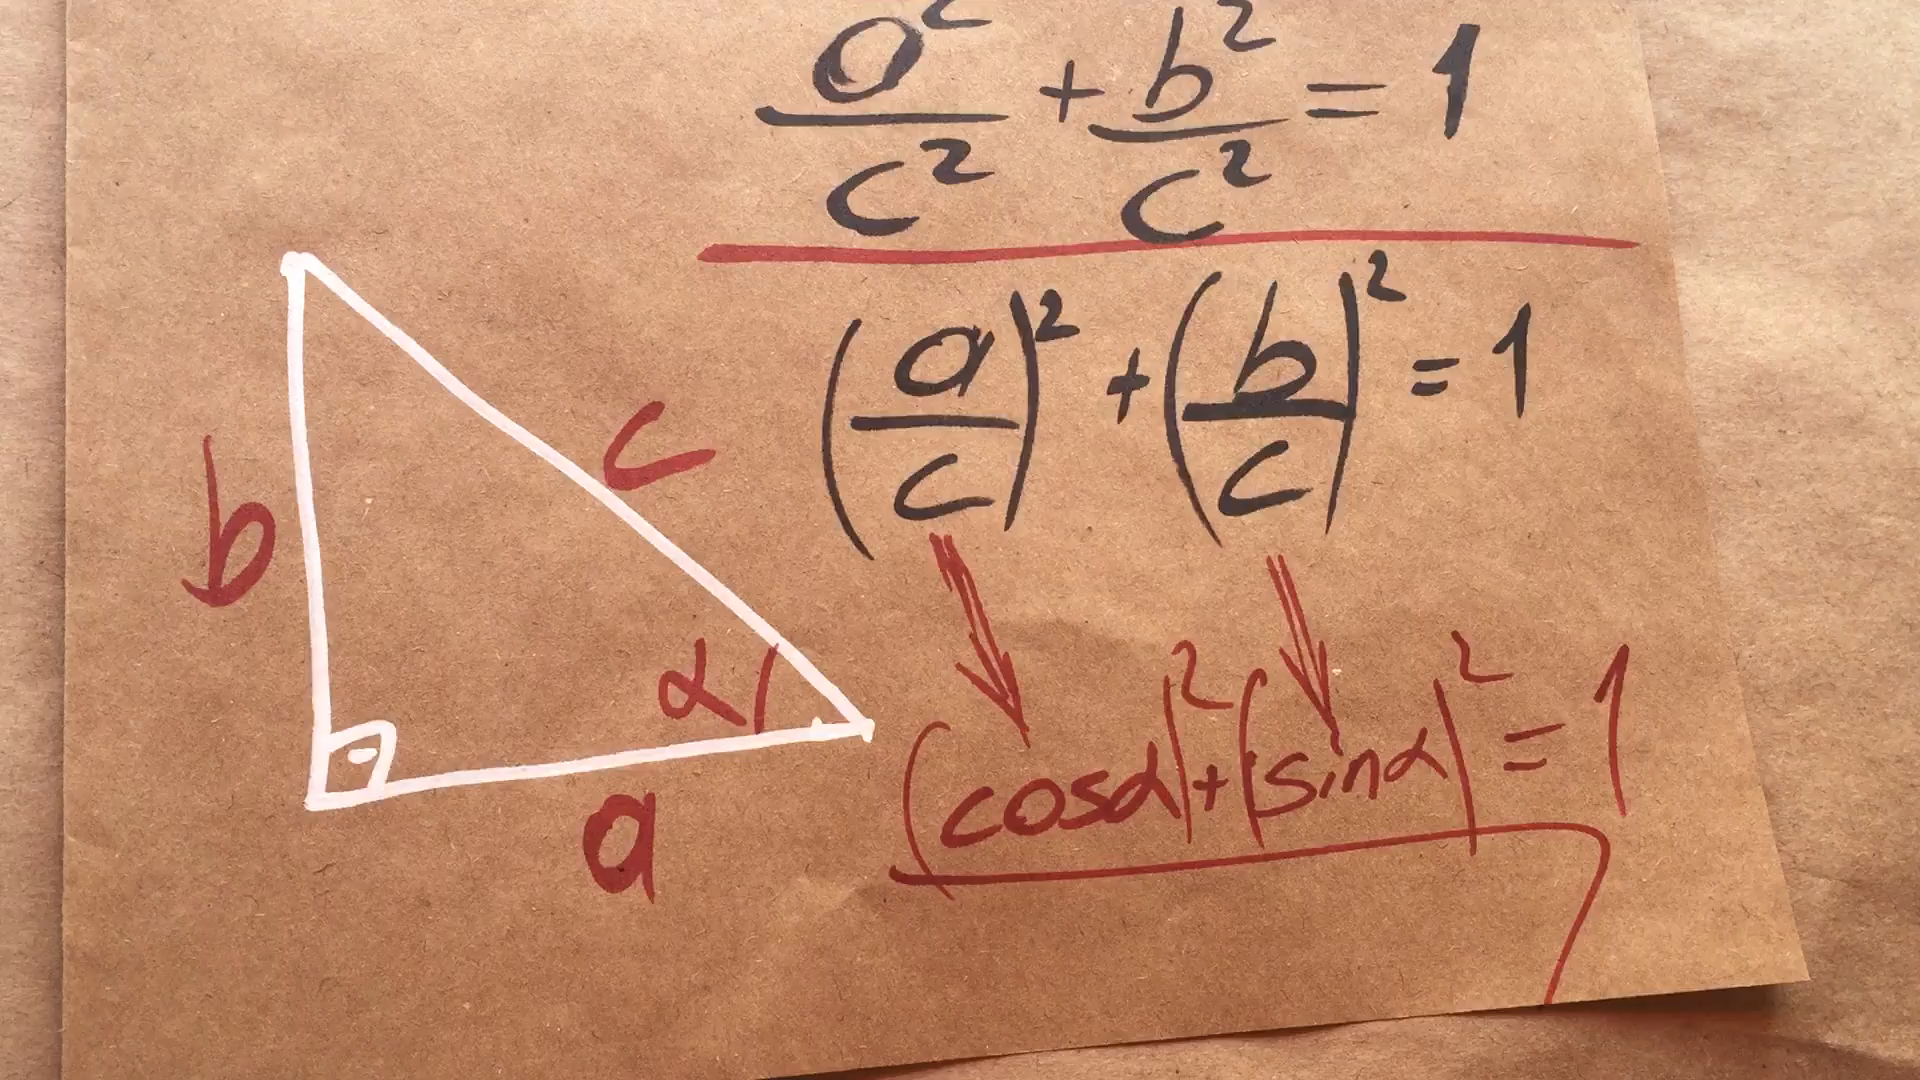 a²/c² + b²/c² = 1
(a/c)² + (b/c)² = 1
c
b
α
(cosα)² + (sinα)² = 1
a